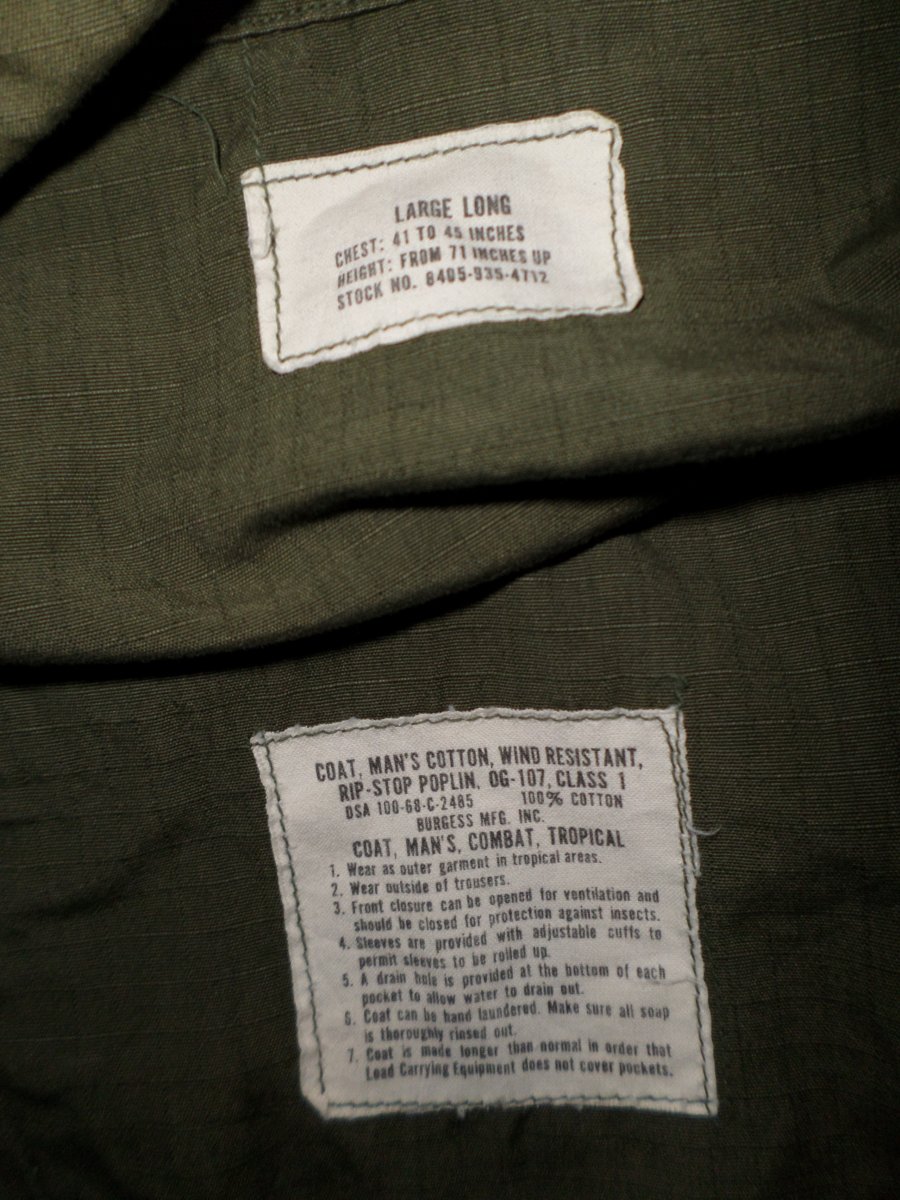 LARGE LONG
CHEST: 41 TO 45 INCHES
HEIGHT: FROM 71 INCHES UP
STOCK NO. 8405-935-4712
COAT, MAN'S COTTON, WIND RESISTANT,
RIP-STOP POPLIN, OG-107, CLASS 1
DSA 100-68-C-2485 100% COTTON
BURGESS MFG. INC.
COAT, MAN'S, COMBAT, TROPICAL
1. Wear as outer garment in tropical areas.
2. Wear outside of trousers.
3. Front closure can be opened for ventilation and
should be closed for protection against insects.
4. Sleeves are provided with adjustable cuffs to
permit sleeves to be rolled up.
5. A drain hole is provided at the bottom of each
pocket to allow water to drain out.
6. Coat can be hand laundered. Make sure all soap
is thoroughly rinsed out.
7. Coat is made longer than normal in order that
Load Carrying Equipment does not cover pockets.